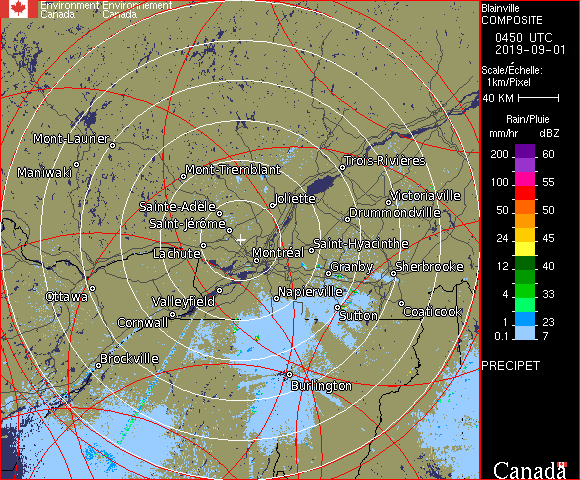 Environment Environnement
Canada Canada
Blainville
COMPOSITE
0450 UTC
2019-09-01
Scale/Échelle:
1km/Pixel
40 KM
Rain/Pluie
mm/hr dBZ
200 60
100 55
50 50
24 45
12 40
4 33
1 23
0.1 7
PRECIPET
Canada
Mont-Laurier
Maniwaki
Mont-Tremblant
Trois-Rivières
Joliette
Victoriaville
Sainte-Adèle
Drummondville
Saint-Jérôme
Lachute
Montréal
Saint-Hyacinthe
Granby
Sherbrooke
Ottawa
Valleyfield
Napierville
Cornwall
Sutton
Coaticook
Brockville
Burlington